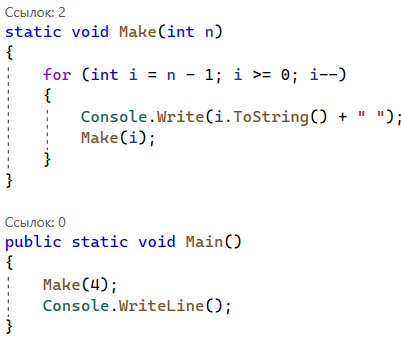 Ссылок: 2
static void Make(int n)
{
for (int i = n - 1; i >= 0; i--)
{
Console.Write(i.ToString() + " ");
Make(i);
}
}
Ссылок: 0
public static void Main()
{
Make(4);
Console.WriteLine();
}